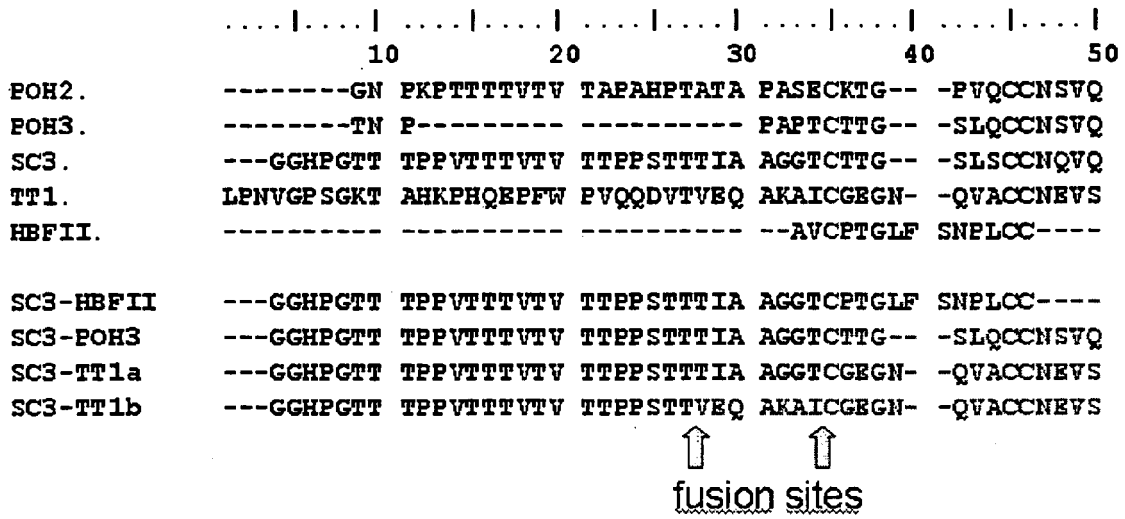 ....|....|....|....|....|....|....|....|....|....|
10 20 30 40 50
POH2. --------GN PKPTTTTVTV TAPAHPTATA PASECKTG-- -PVQCCNSVQ
POH3. --------TN P--------- ---------- PAPTCTTG-- -SLQCCNSVQ
SC3. ---GGHPGTT TPPVTTTVTV TTPPSTTTIA AGGTCTTG-- -SLSCCNQVQ
TT1. LPNVGPSGKT AHKPHQEPFW PVQQDVTVEQ AKAICGEGN- -QVACCNEVS
HBFII. ---------- ---------- ---------- --AVCPTGLF SNPLCC----
SC3-HBFII ---GGHPGTT TPPVTTTVTV TTPPSTTTIA AGGTCPTGLF SNPLCC----
SC3-POH3 ---GGHPGTT TPPVTTTVTV TTPPSTTTIA AGGTCTTG-- -SLQCCNSVQ
SC3-TT1a ---GGHPGTT TPPVTTTVTV TTPPSTTTIA AGGTCGEGN- -QVACCNEVS
SC3-TT1b ---GGHPGTT TPPVTTTVTV TTPPSTTVEQ AKAICGEGN- -QVACCNEVS
fusion sites